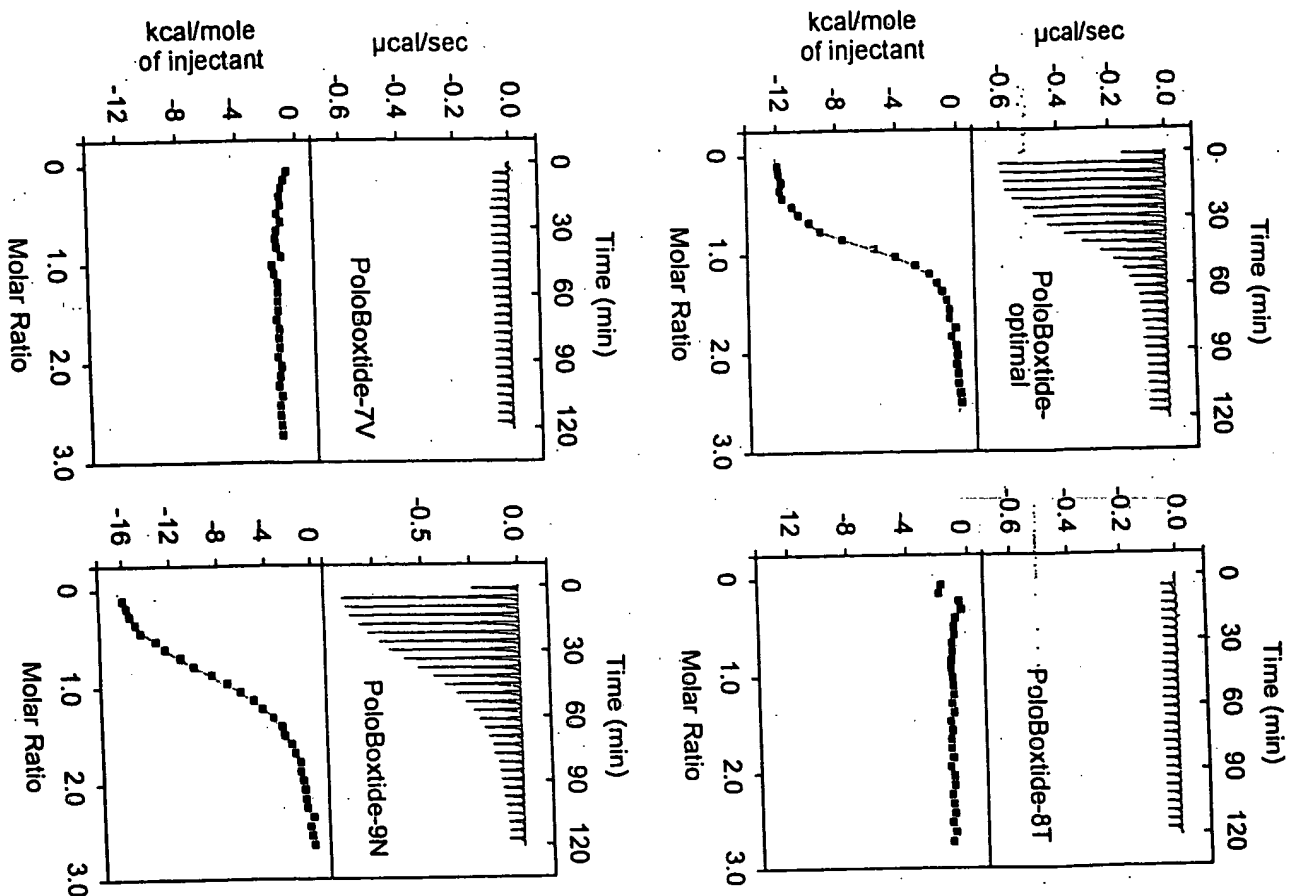 Time (min)
0 30 60 90 120
0.0
-0.2
-0.4
-0.6
µcal/sec
PoloBoxtide-
optimal
0
-4
-8
-12
kcal/mole
of injectant
0 1.0 2.0 3.0
Molar Ratio
Time (min)
0 30 60 90 120
0.0
-0.2
-0.4
-0.6
PoloBoxtide-8T
0
-4
-8
12
0 1.0 2.0 3.0
Molar Ratio
Time (min)
0 30 60 90 120
0.0
-0.2
-0.4
-0.6
µcal/sec
PoloBoxtide-7V
0
-4
-8
-12
kcal/mole
of injectant
0 1.0 2.0 3.0
Molar Ratio
Time (min)
0 30 60 90 120
0.0
-0.5
PoloBoxtide-9N
0
-4
-8
-12
-16
0 1.0 2.0 3.0
Molar Ratio